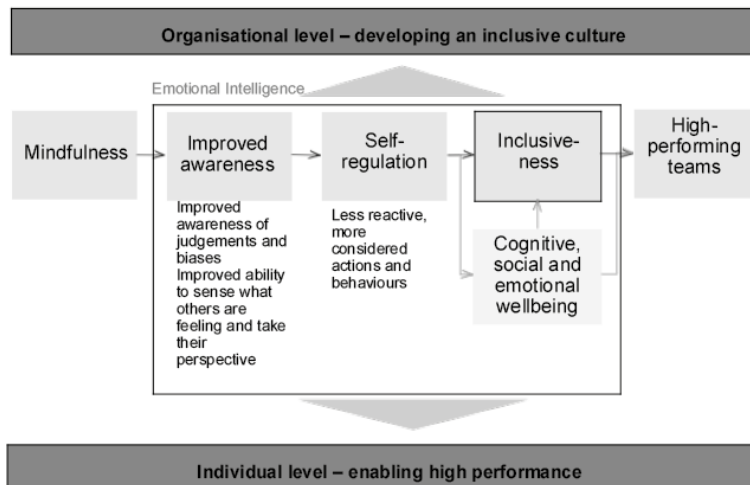 Organisational level – developing an inclusive culture
Emotional Intelligence
Mindfulness
Improved
awareness
Self-
regulation
Inclusive-
ness
High-
performing
teams
Improved
awareness of
judgements and
biases
Improved ability
to sense what
others are
feeling and take
their
perspective
Less reactive,
more
considered
actions and
behaviours
Cognitive,
social and
emotional
wellbeing
Individual level – enabling high performance